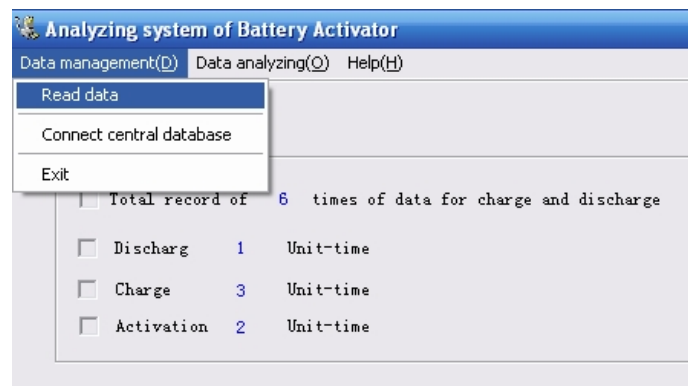 Analyzing system of Battery Activator
Data management(D) Data analyzing(O) Help(H)
Read data
Connect central database
Exit
Total record of 6 times of data for charge and discharge
Discharg 1 Unit-time
Charge 3 Unit-time
Activation 2 Unit-time